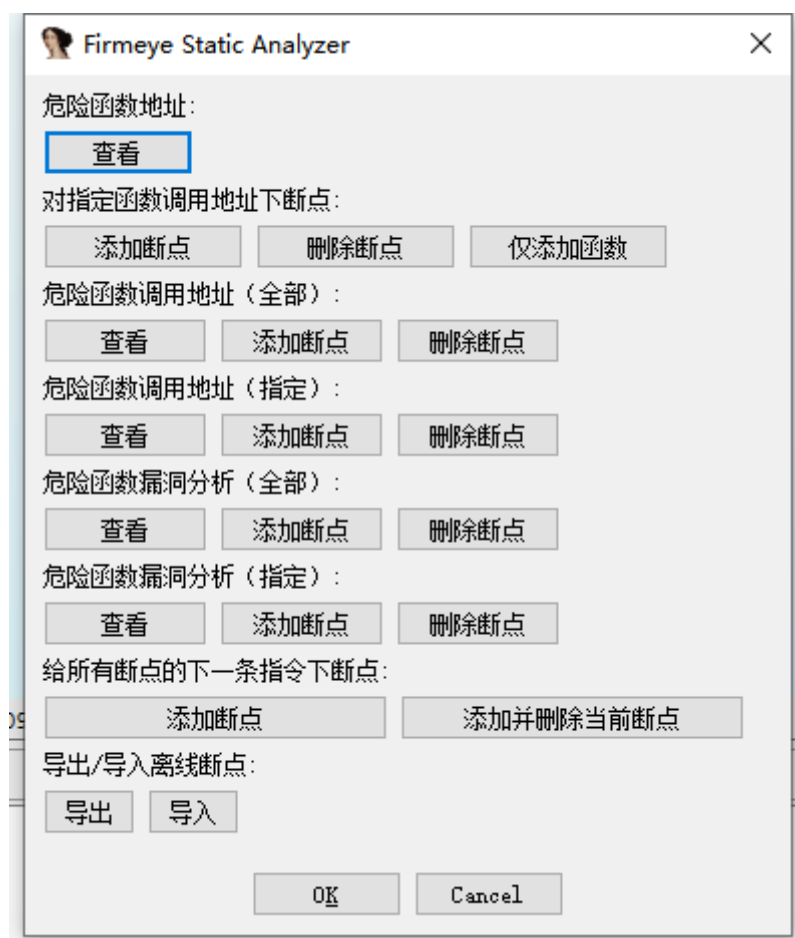 Firmeye Static Analyzer
危险函数地址:
查看
对指定函数调用地址下断点:
添加断点 删除断点 仅添加函数
危险函数调用地址（全部）:
查看 添加断点 删除断点
危险函数调用地址（指定）:
查看 添加断点 删除断点
危险函数漏洞分析（全部）:
查看 添加断点 删除断点
危险函数漏洞分析（指定）:
查看 添加断点 删除断点
给所有断点的下一条指令下断点:
添加断点 添加并删除当前断点
导出/导入离线断点:
导出 导入
OK Cancel